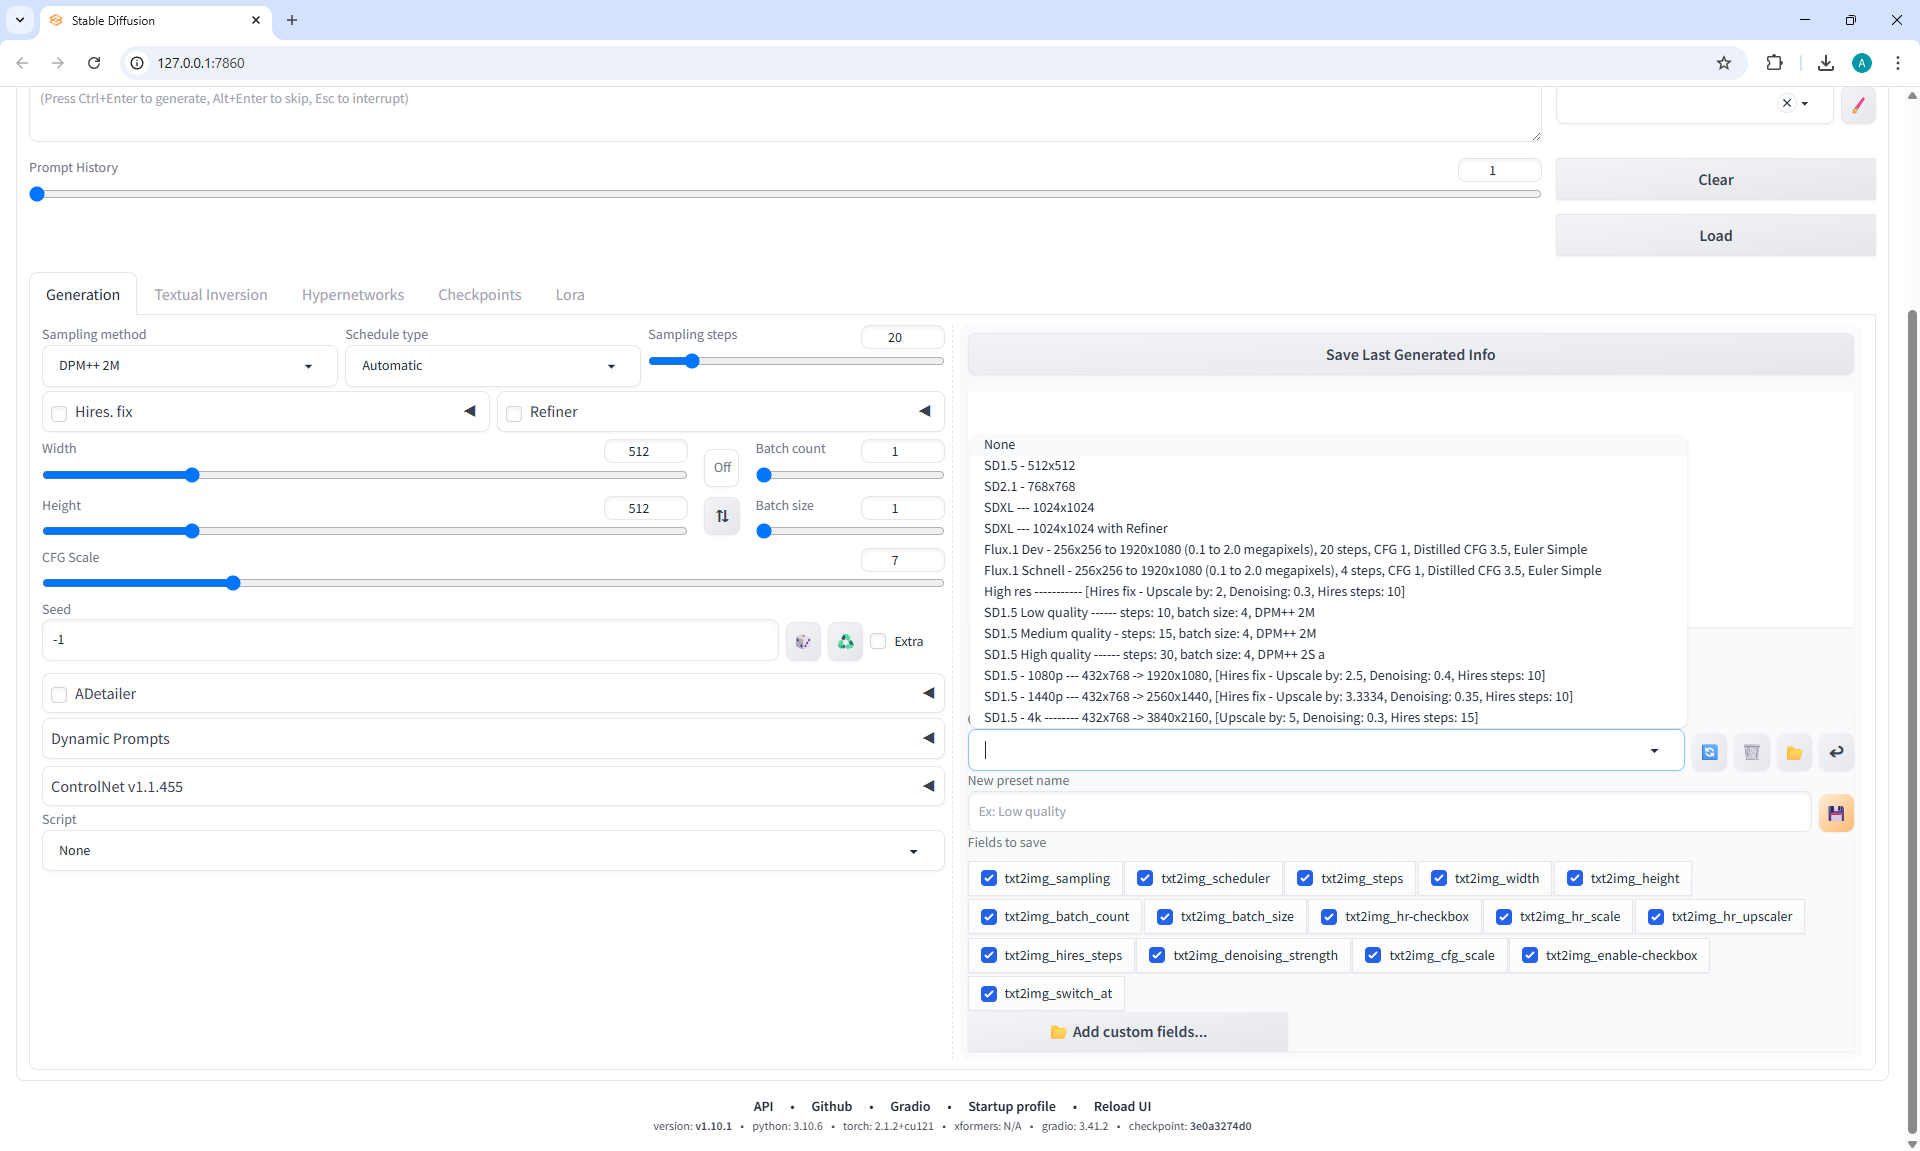 Stable Diffusion
127.0.0.1:7860
A
(Press Ctrl+Enter to generate, Alt+Enter to skip, Esc to interrupt)
Prompt History
1
Clear
Load
Generation
Textual Inversion
Hypernetworks
Checkpoints
Lora
Sampling method
Schedule type
Sampling steps
20
DPM++ 2M
Automatic
Hires. fix
Refiner
Width
512
Off
Batch count
1
Height
512
Batch size
1
CFG Scale
7
Seed
-1
Extra
ADetailer
Dynamic Prompts
ControlNet v1.1.455
Script
None
Save Last Generated Info
None
SD1.5 - 512x512
SD2.1 - 768x768
SDXL --- 1024x1024
SDXL --- 1024x1024 with Refiner
Flux.1 Dev - 256x256 to 1920x1080 (0.1 to 2.0 megapixels), 20 steps, CFG 1, Distilled CFG 3.5, Euler Simple
Flux.1 Schnell - 256x256 to 1920x1080 (0.1 to 2.0 megapixels), 4 steps, CFG 1, Distilled CFG 3.5, Euler Simple
High res ----------- [Hires fix - Upscale by: 2, Denoising: 0.3, Hires steps: 10]
SD1.5 Low quality ------ steps: 10, batch size: 4, DPM++ 2M
SD1.5 Medium quality - steps: 15, batch size: 4, DPM++ 2M
SD1.5 High quality ------ steps: 30, batch size: 4, DPM++ 2S a
SD1.5 - 1080p --- 432x768 -> 1920x1080, [Hires fix - Upscale by: 2.5, Denoising: 0.4, Hires steps: 10]
SD1.5 - 1440p --- 432x768 -> 2560x1440, [Hires fix - Upscale by: 3.3334, Denoising: 0.35, Hires steps: 10]
SD1.5 - 4k -------- 432x768 -> 3840x2160, [Upscale by: 5, Denoising: 0.3, Hires steps: 15]
New preset name
Ex: Low quality
Fields to save
txt2img_sampling
txt2img_scheduler
txt2img_steps
txt2img_width
txt2img_height
txt2img_batch_count
txt2img_batch_size
txt2img_hr-checkbox
txt2img_hr_scale
txt2img_hr_upscaler
txt2img_hires_steps
txt2img_denoising_strength
txt2img_cfg_scale
txt2img_enable-checkbox
txt2img_switch_at
Add custom fields...
API • Github • Gradio • Startup profile • Reload UI
version: v1.10.1 • python: 3.10.6 • torch: 2.1.2+cu121 • xformers: N/A • gradio: 3.41.2 • checkpoint: 3e0a3274d0